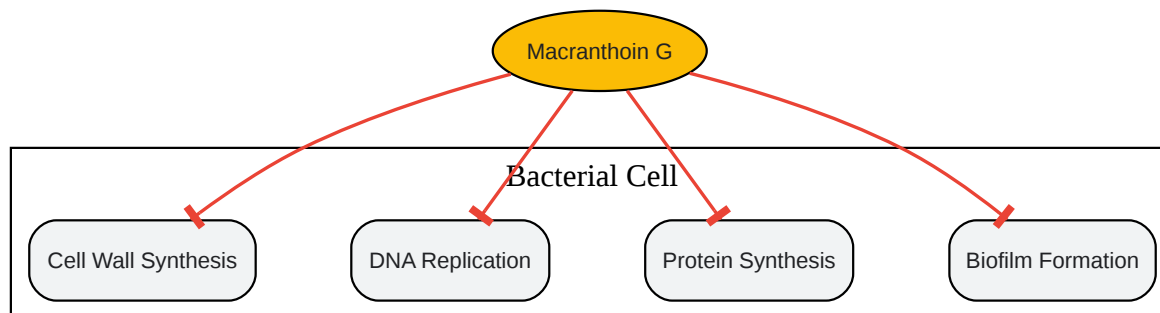 Macranthoin G
Bacterial Cell
Cell Wall Synthesis
DNA Replication
Protein Synthesis
Biofilm Formation